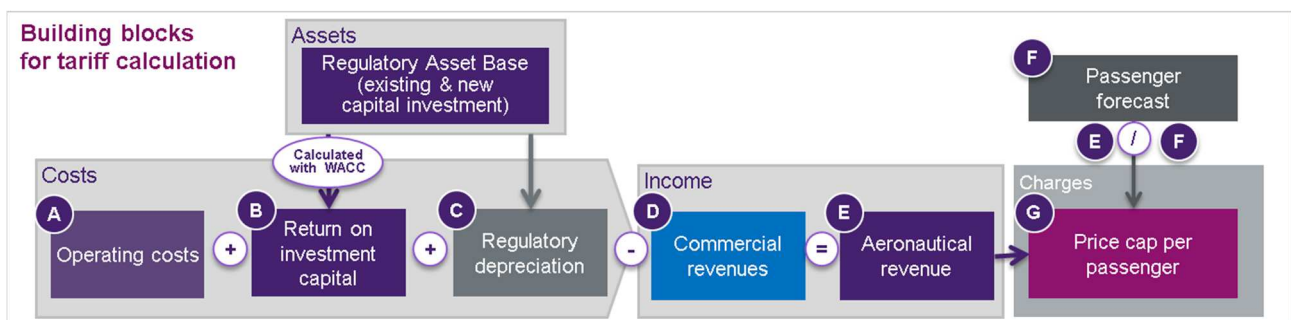 Building blocks
for tariff calculation
Assets
Regulatory Asset Base
(existing & new
capital investment)
F
Passenger
forecast
E / F
Calculated
with WACC
Costs
Income
Charges
A
Operating costs
+
B
Return on
investment
capital
+
C
Regulatory
depreciation
-
D
Commercial
revenues
=
E
Aeronautical
revenue
G
Price cap per
passenger